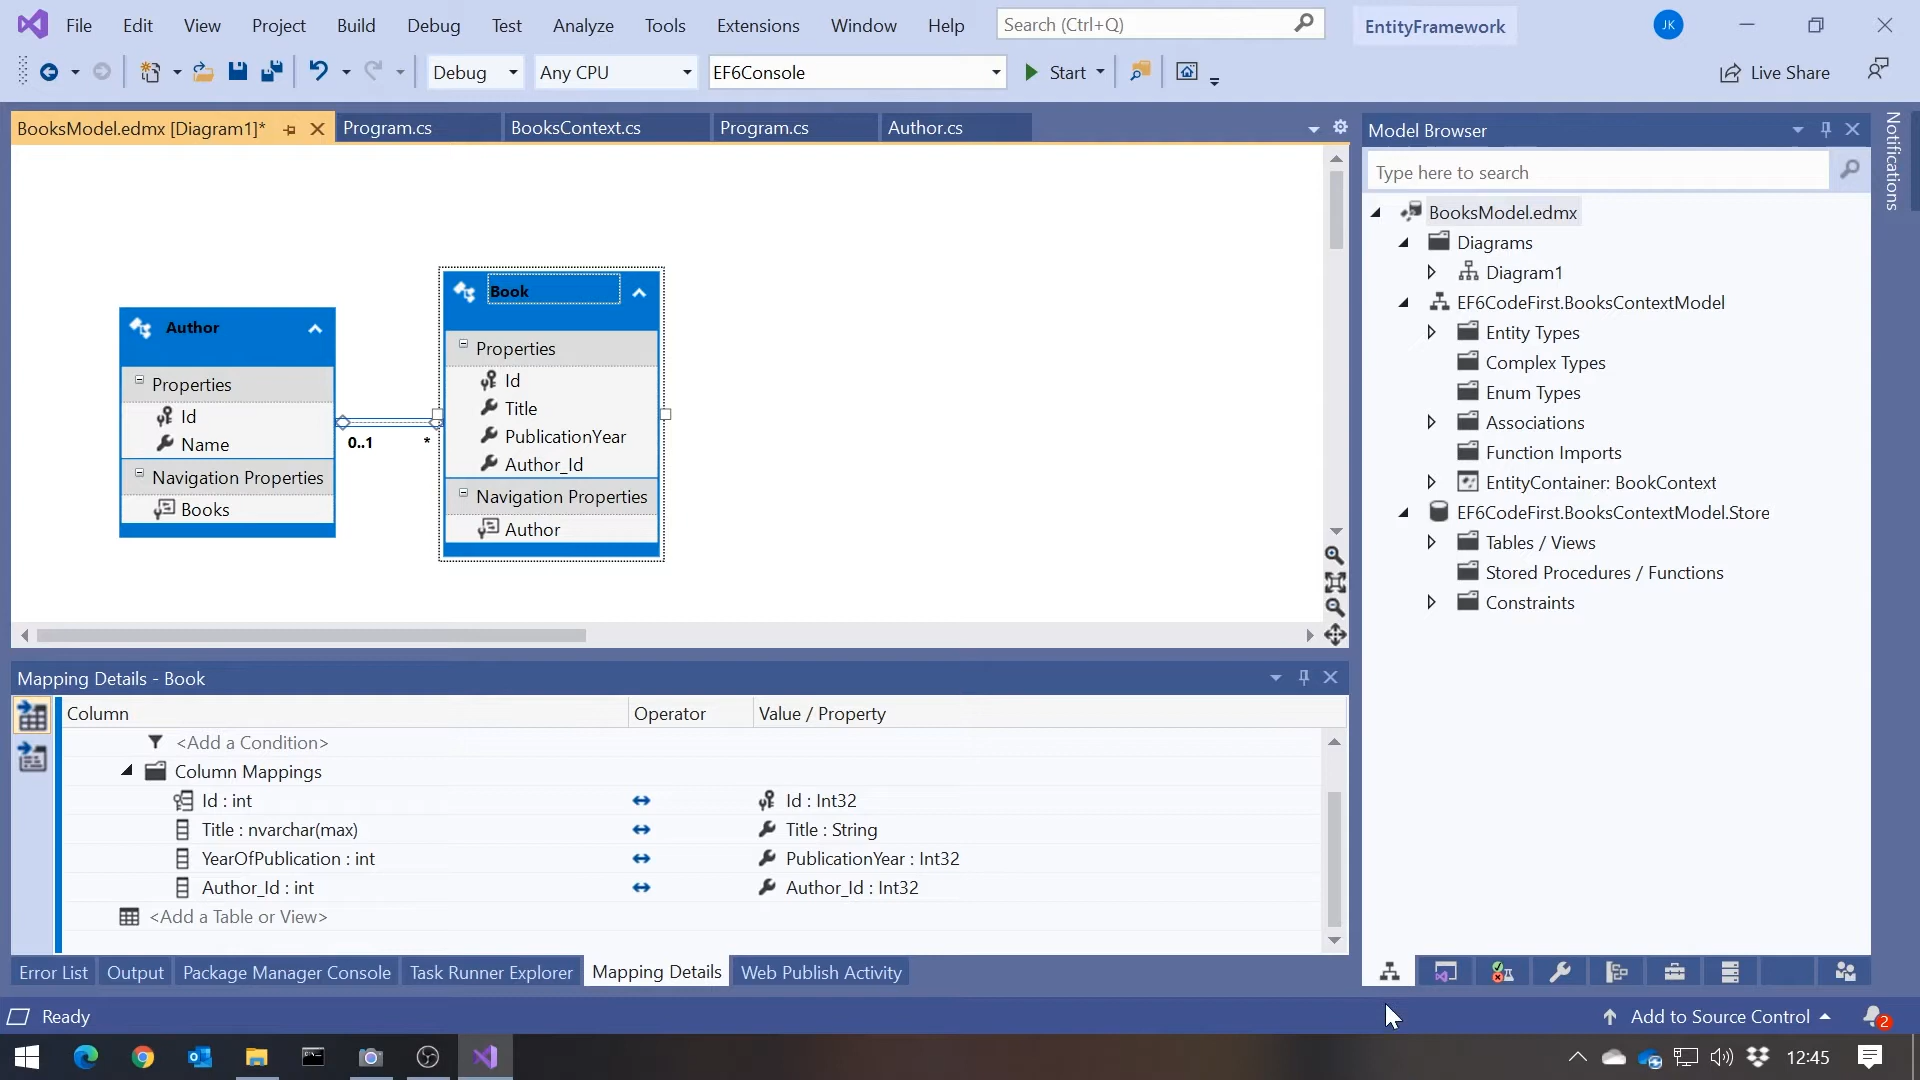 File Edit View Project Build Debug Test Analyze Tools Extensions Window Help Search (Ctrl+Q) EntityFramework JK
Debug Any CPU EF6Console Start Live Share
BooksModel.edmx [Diagram1]* Program.cs BooksContext.cs Program.cs Author.cs
Author
Properties
Id
Name
Navigation Properties
Books
0..1 *
Book
Properties
Id
Title
PublicationYear
Author_Id
Navigation Properties
Author
Model Browser
Type here to search
BooksModel.edmx
Diagrams
Diagram1
EF6CodeFirst.BooksContextModel
Entity Types
Complex Types
Enum Types
Associations
Function Imports
EntityContainer: BookContext
EF6CodeFirst.BooksContextModel.Store
Tables / Views
Stored Procedures / Functions
Constraints
Notifications
Mapping Details - Book
Column Operator Value / Property
<Add a Condition>
Column Mappings
Id : int Id : Int32
Title : nvarchar(max) Title : String
YearOfPublication : int PublicationYear : Int32
Author_Id : int Author_Id : Int32
<Add a Table or View>
Error List Output Package Manager Console Task Runner Explorer Mapping Details Web Publish Activity
Ready Add to Source Control 2
12:45